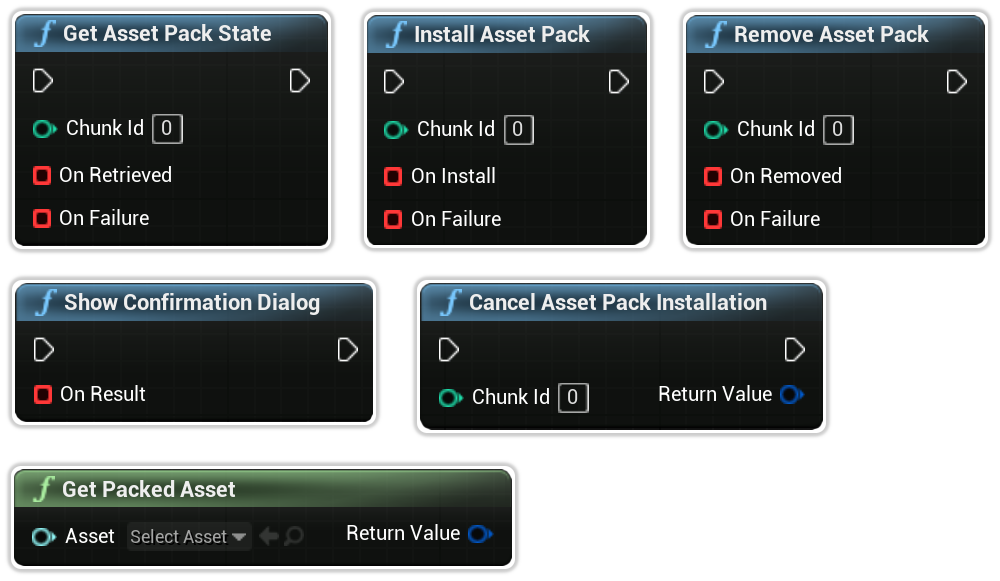 Get Asset Pack State
Chunk Id 0
On Retrieved
On Failure
Install Asset Pack
Chunk Id 0
On Install
On Failure
Remove Asset Pack
Chunk Id 0
On Removed
On Failure
Show Confirmation Dialog
On Result
Cancel Asset Pack Installation
Chunk Id 0 Return Value
Get Packed Asset
Asset Select Asset Return Value